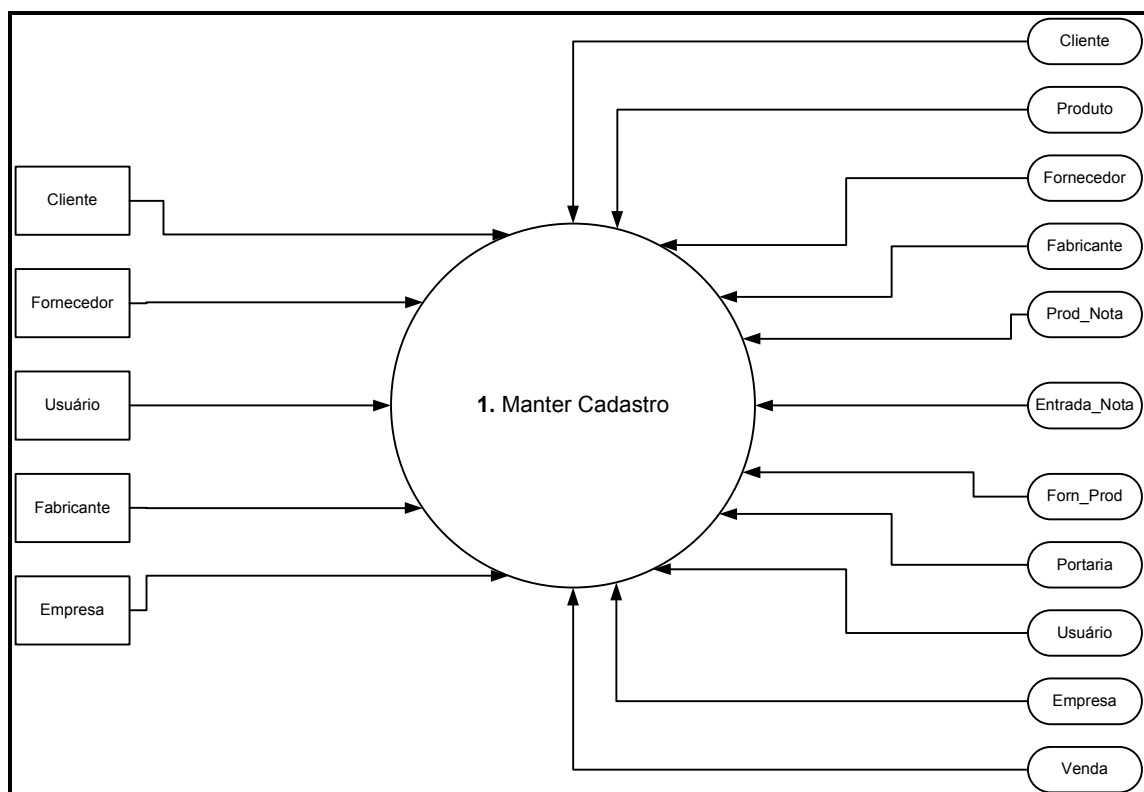 Cliente
Fornecedor
Usuário
Fabricante
Empresa
1. Manter Cadastro
Cliente
Produto
Fornecedor
Fabricante
Prod_Nota
Entrada_Nota
Forn_Prod
Portaria
Usuário
Empresa
Venda